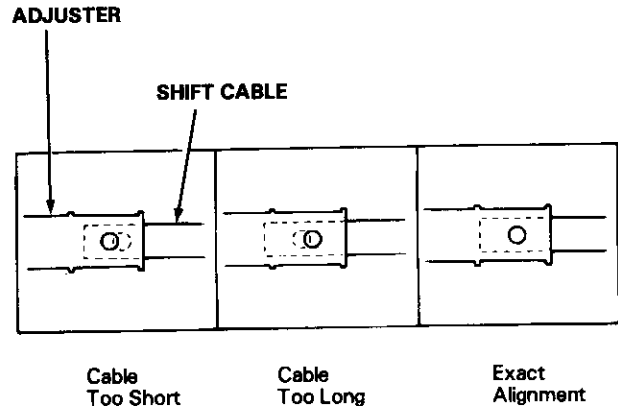 ADJUSTER
SHIFT CABLE
Cable
Too Short
Cable
Too Long
Exact
Alignment